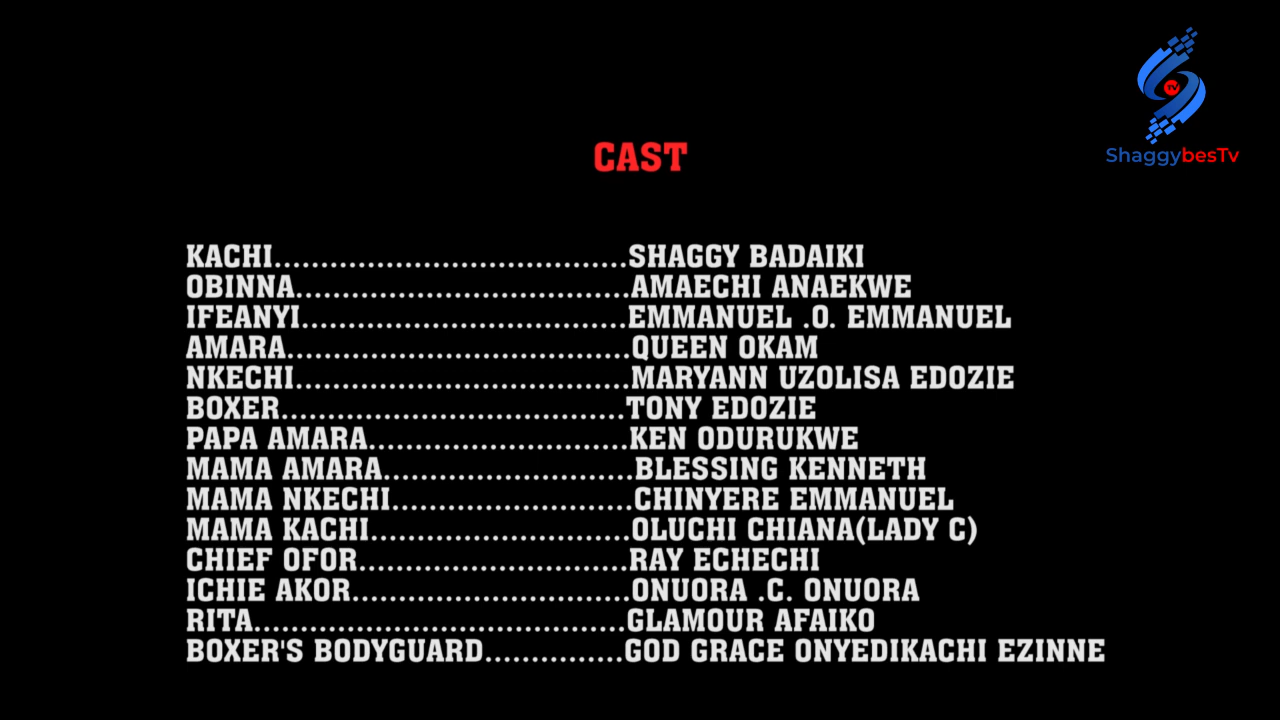 ShaggybesTv
CAST
KACHI......................................SHAGGY BADAIKI
OBINNA....................................AMAECHI ANAEKWE
IFEANYI...................................EMMANUEL .O. EMMANUEL
AMARA.....................................QUEEN OKAM
NKECHI....................................MARYANN UZOLISA EDOZIE
BOXER.....................................TONY EDOZIE
PAPA AMARA............................KEN ODURUKWE
MAMA AMARA...........................BLESSING KENNETH
MAMA NKECHI..........................CHINYERE EMMANUEL
MAMA KACHI............................OLUCHI CHIANA(LADY C)
CHIEF OFOR.............................RAY ECHECHI
ICHIE AKOR..............................ONUORA .C. ONUORA
RITA........................................GLAMOUR AFAIKO
BOXER'S BODYGUARD...............GOD GRACE ONYEDIKACHI EZINNE